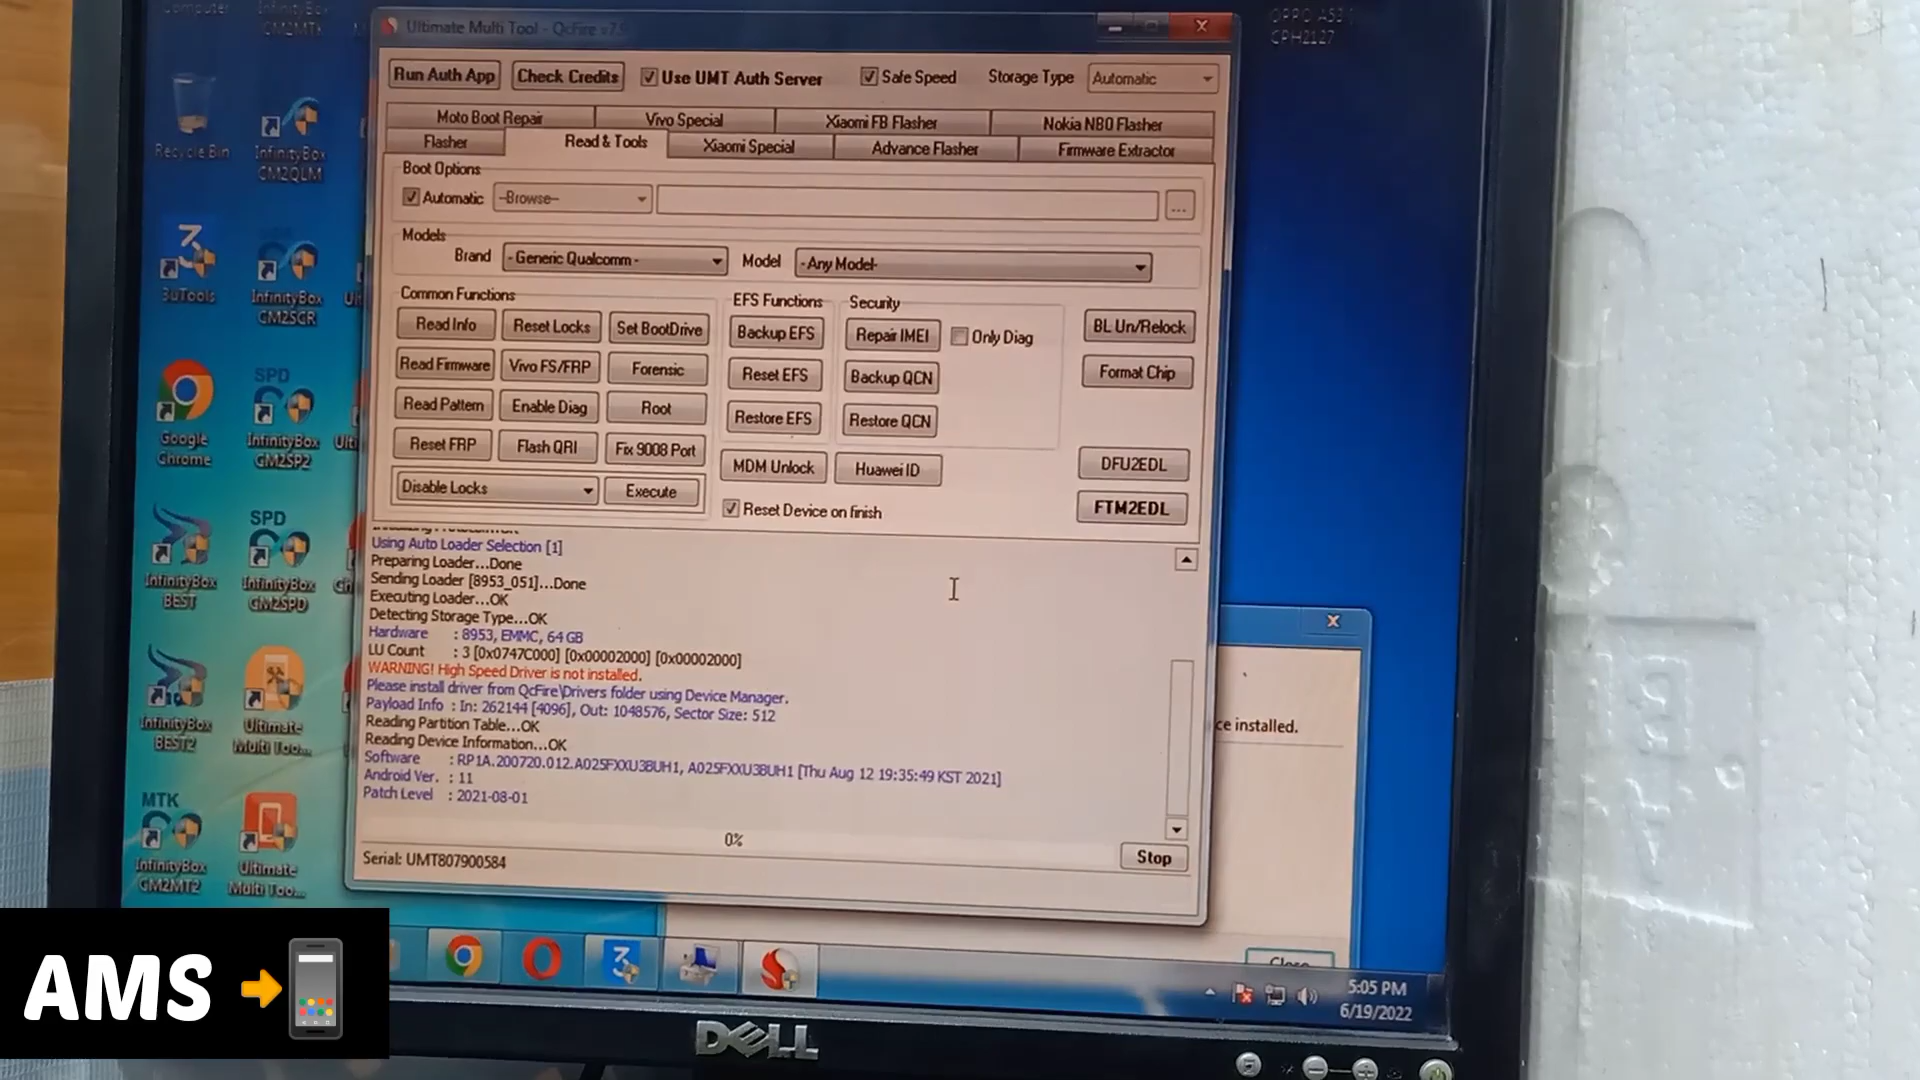 Computer
InfinityBox
CM2MTK
OPPO A53
CPH2127
Ultimate Multi Tool - QcFire v7.
Run Auth App
Check Credits
Use UMT Auth Server
Safe Speed
Storage Type
Automatic
Moto Boot Repair
Vivo Special
Xiaomi FB Flasher
Nokia NB0 Flasher
Flasher
Read & Tools
Xiaomi Special
Advance Flasher
Firmware Extractor
Boot Options
Automatic
--Browse--
...
Models
Brand
- Generic Qualcomm -
Model
-Any Model-
Common Functions
EFS Functions
Security
Read Info
Reset Locks
Set BootDrive
Backup EFS
Repair IMEI
Only Diag
BL Un/Relock
Read Firmware
Vivo FS/FRP
Forensic
Reset EFS
Backup QCN
Format Chip
Read Pattern
Enable Diag
Root
Restore EFS
Restore QCN
Reset FRP
Flash QRI
Fix 9008 Port
MDM Unlock
Huawei ID
DFU2EDL
Disable Locks
Execute
Reset Device on finish
FTM2EDL
Using Auto Loader Selection [1]
Preparing Loader...Done
Sending Loader [8953_051]...Done
Executing Loader...OK
Detecting Storage Type...OK
Hardware : 8953, EMMC, 64 GB
LU Count : 3 [0x0747C000] [0x00002000] [0x00002000]
WARNING! High Speed Driver is not installed.
Please install driver from QcFire\Drivers folder using Device Manager.
Payload Info : In: 262144 [4096], Out: 1048576, Sector Size: 512
Reading Partition Table...OK
Reading Device Information...OK
Software : RP1A.200720.012.A025FXXU3BUH1, A025FXXU3BUH1 [Thu Aug 12 19:35:49 KST 2021]
Android Ver. : 11
Patch Level : 2021-08-01
0%
Serial: UMT807900584
Stop
ce installed.
Close
Recycle Bin
InfinityBox
CM2QLM
3uTools
InfinityBox
CM2SCR
Google
Chrome
SPD
InfinityBox
CM2SP2
InfinityBox
BEST
SPD
InfinityBox
CM2SPD
InfinityBox
BEST2
Ultimate
Multi Too...
MTK
InfinityBox
CM2MT2
Ultimate
Multi Too...
AMS
5:05 PM
6/19/2022
DELL